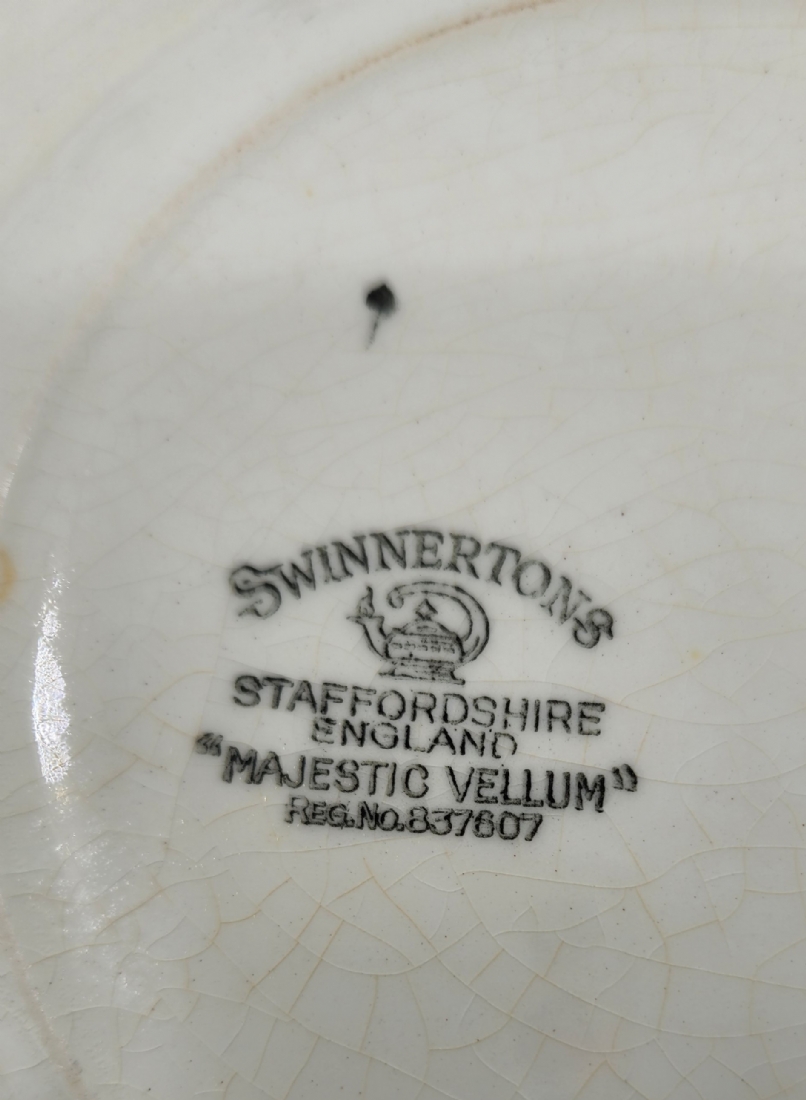 SWINNERTONS
STAFFORDSHIRE
ENGLAND
"MAJESTIC VELLUM"
REG.NO.837607